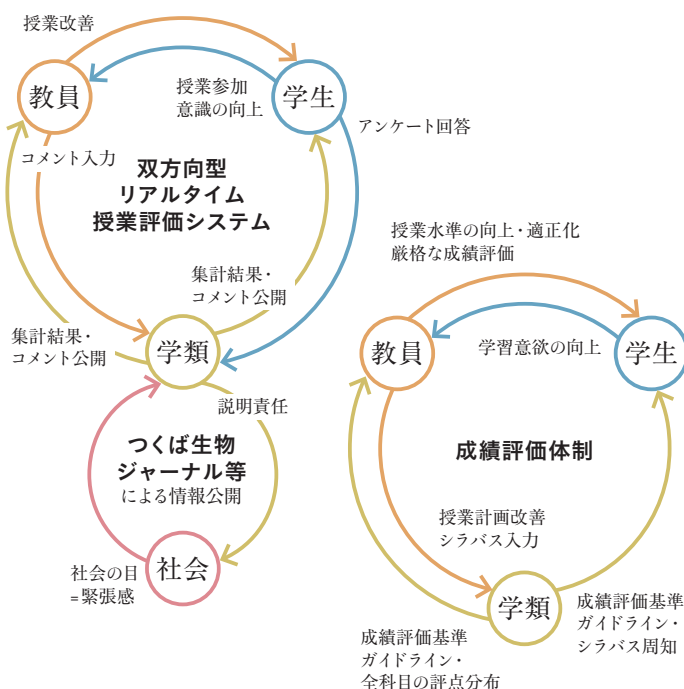 授業改善
教員
学生
授業参加
意識の向上
アンケート回答
コメント入力
双方向型
リアルタイム
授業評価システム
集計結果・
コメント公開
集計結果・
コメント公開
学類
説明責任
つくば生物
ジャーナル等
による情報公開
社会の目
=緊張感
社会
授業水準の向上・適正化
厳格な成績評価
教員
学生
学習意欲の向上
成績評価体制
授業計画改善
シラバス入力
学類
成績評価基準
ガイドライン・
シラバス周知
成績評価基準
ガイドライン・
全科目の評点分布